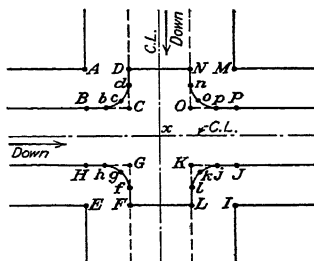 C.L.
Down
A D N M
d n
B b c C O o p P
x C.L.
Down
H h g G K k j J
f l
E F L I